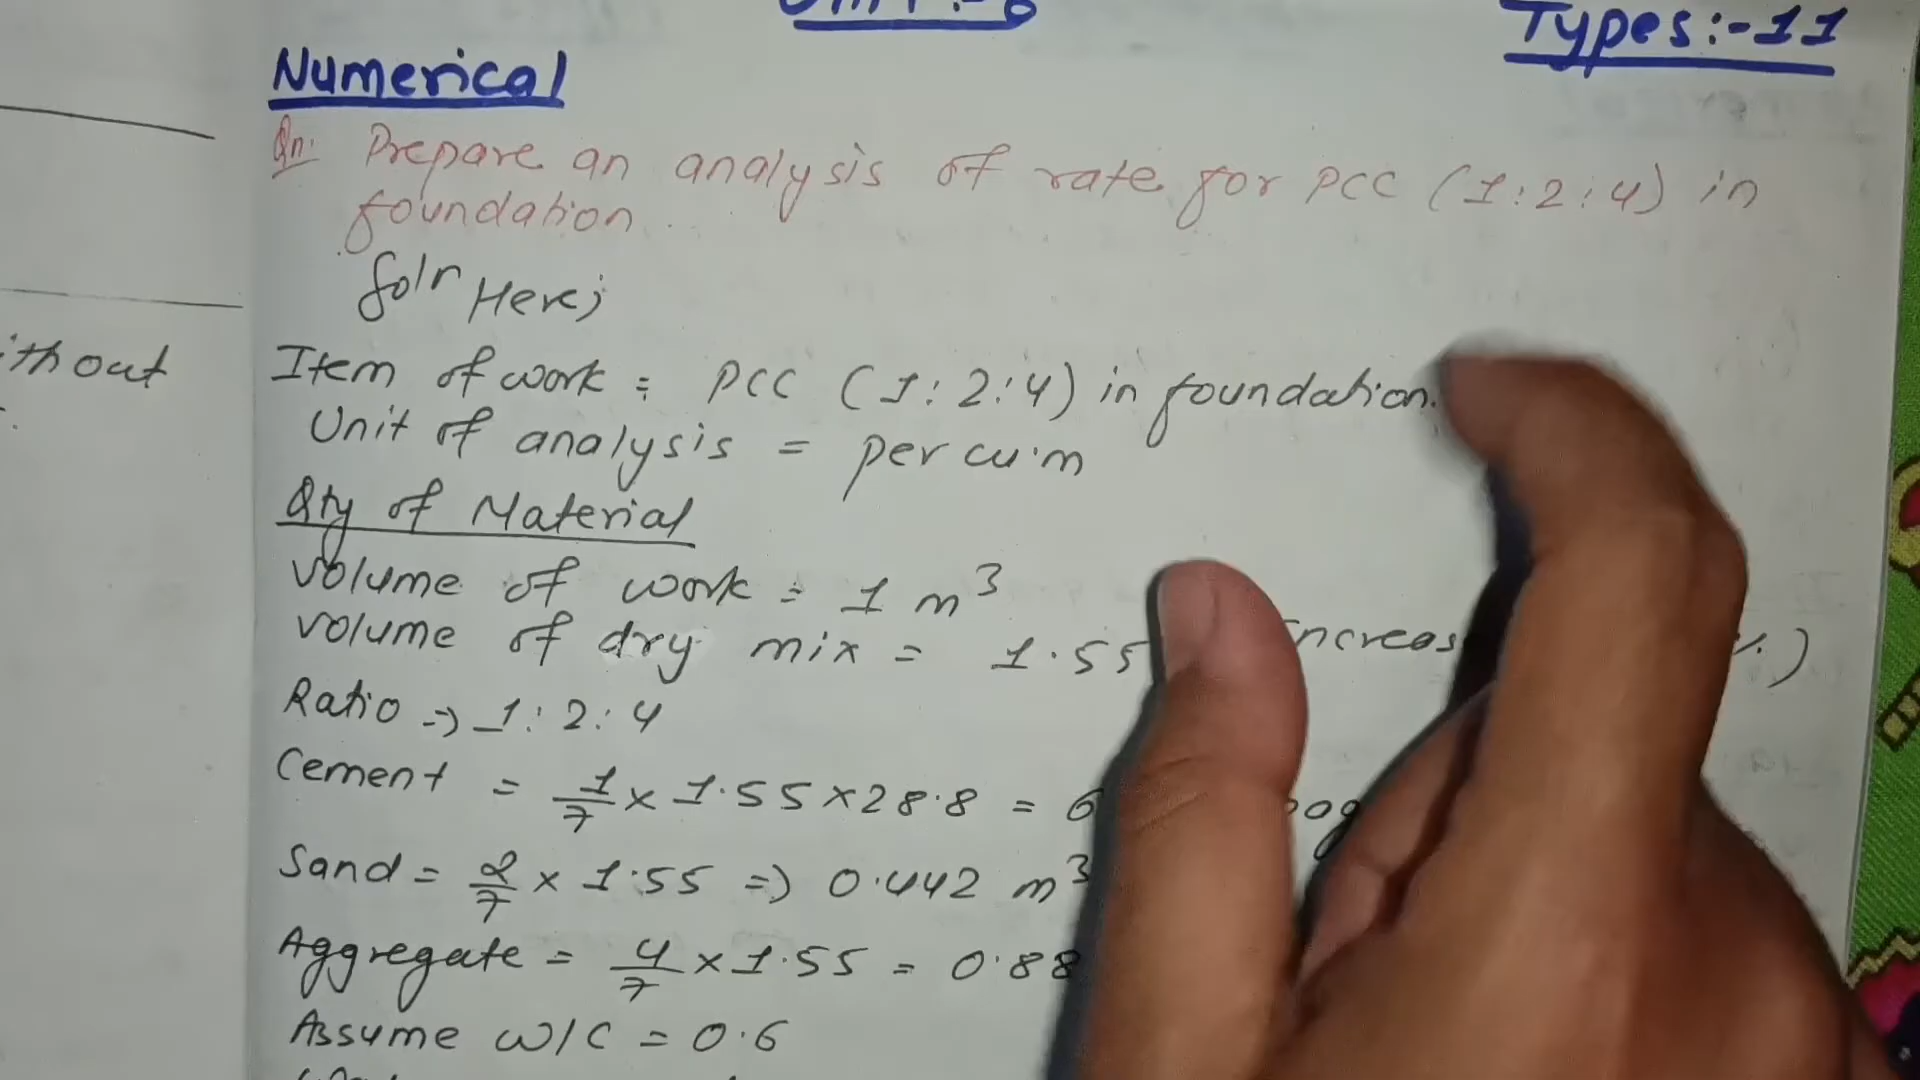 Types:-11
Numerical
Qn. Prepare an analysis of rate for PCC (1:2:4) in
foundation.
Soln Here;
ithout
Item of work = PCC (1:2:4) in foundation.
Unit of analysis = per cu.m
Qty of Material
Volume of work = 1 m³
Volume of dry mix = 1.55
Ratio => 1:2:4
Cement = 1/7 × 1.55 × 28.8 = 6
Sand = 2/7 × 1.55 => 0.442 m³
Aggregate = 4/7 × 1.55 = 0.88
Assume W/C = 0.6